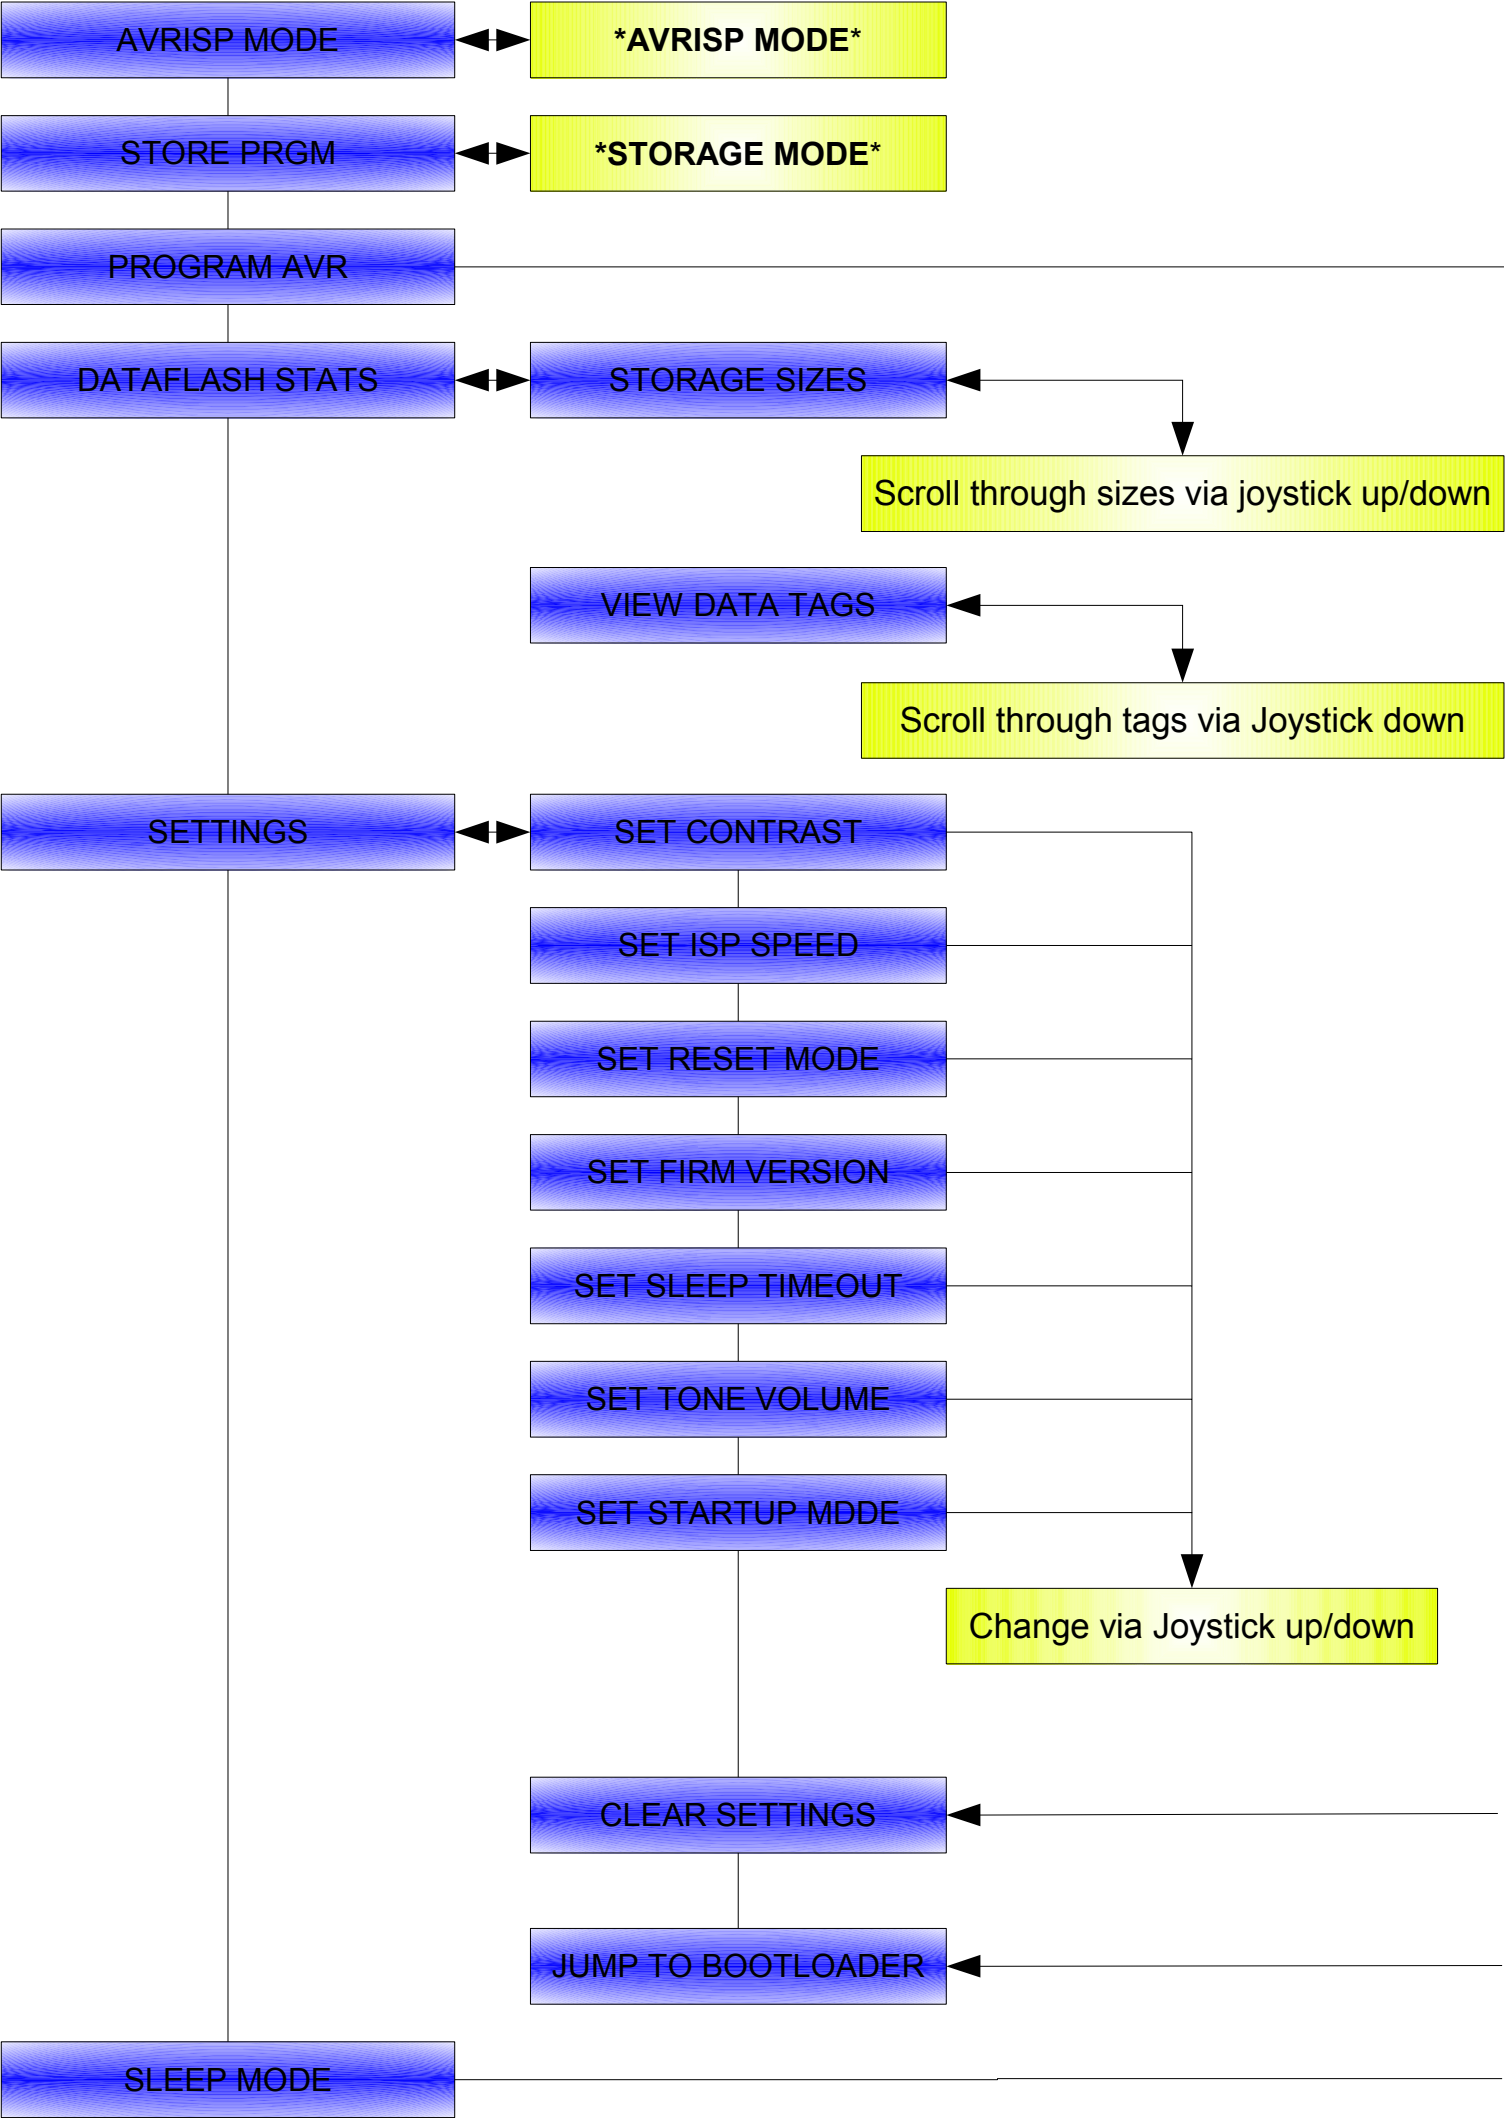 AVRISP MODE
*AVRISP MODE*
STORE PRGM
*STORAGE MODE*
PROGRAM AVR
DATAFLASH STATS
STORAGE SIZES
Scroll through sizes via joystick up/down
VIEW DATA TAGS
Scroll through tags via Joystick down
SETTINGS
SET CONTRAST
SET ISP SPEED
SET RESET MODE
SET FIRM VERSION
SET SLEEP TIMEOUT
SET TONE VOLUME
SET STARTUP MDDE
Change via Joystick up/down
CLEAR SETTINGS
JUMP TO BOOTLOADER
SLEEP MODE